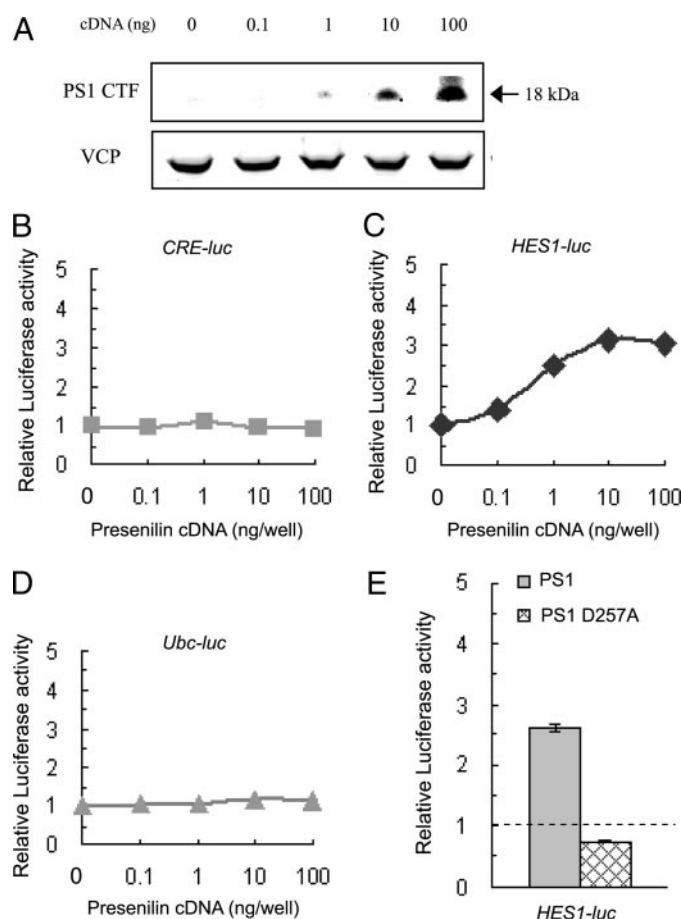 A
cDNA (ng) 0 0.1 1 10 100
PS1 CTF
18 kDa
VCP
B
CRE-luc
Relative Luciferase activity
5
4
3
2
1
0
0 0.1 1 10 100
Presenilin cDNA (ng/well)
C
HES1-luc
Relative Luciferase activity
5
4
3
2
1
0
0 0.1 1 10 100
Presenilin cDNA (ng/well)
D
Ubc-luc
Relative Luciferase activity
5
4
3
2
1
0
0 0.1 1 10 100
Presenilin cDNA (ng/well)
E
PS1
PS1 D257A
Relative Luciferase activity
5
4
3
2
1
0
HES1-luc